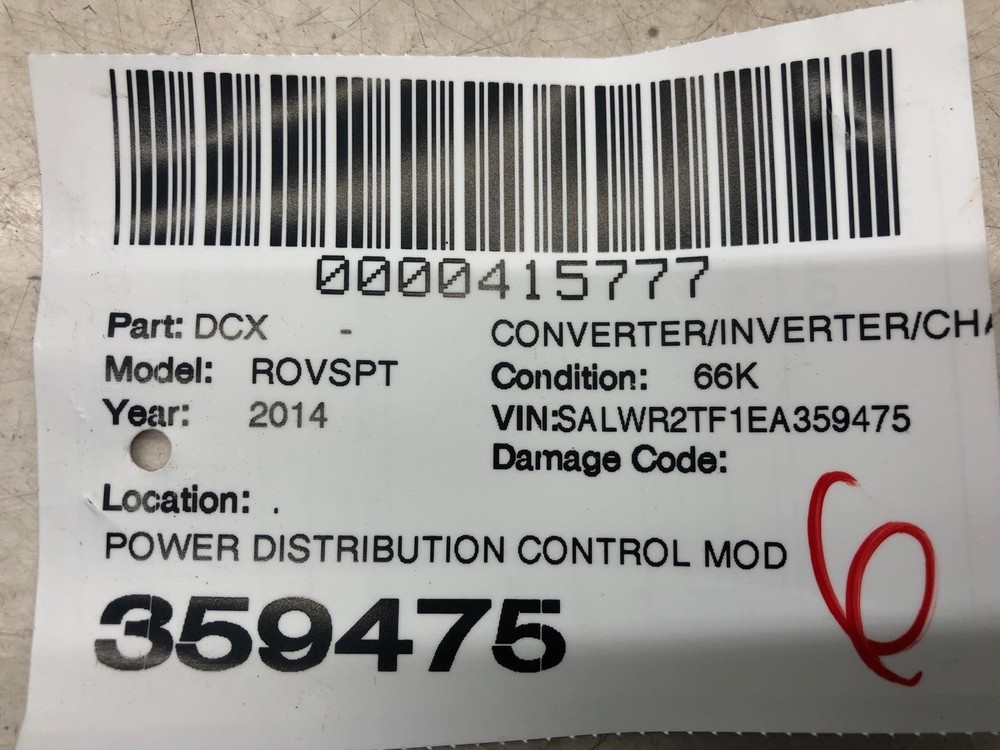 0000415777
Part: DCX - CONVERTER/INVERTER/CHA
Model: ROVSPT Condition: 66K
Year: 2014 VIN:SALWR2TF1EA359475
Damage Code:
Location: .
POWER DISTRIBUTION CONTROL MOD
359475
6